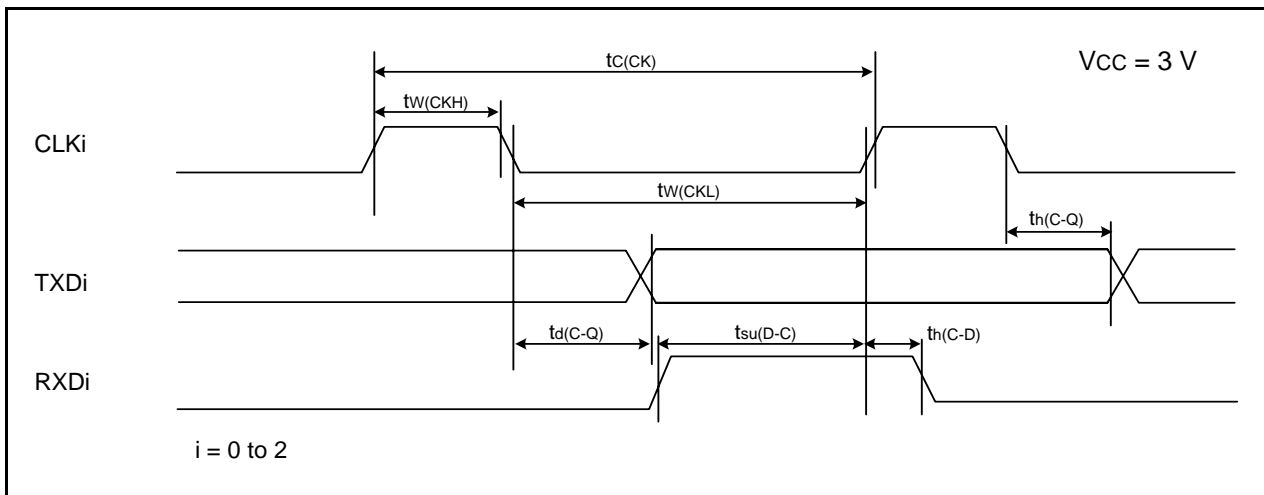 tC(CK)
VCC = 3 V
tW(CKH)
CLKi
tW(CKL)
th(C-Q)
TXDi
td(C-Q)
tsu(D-C)
th(C-D)
RXDi
i = 0 to 2